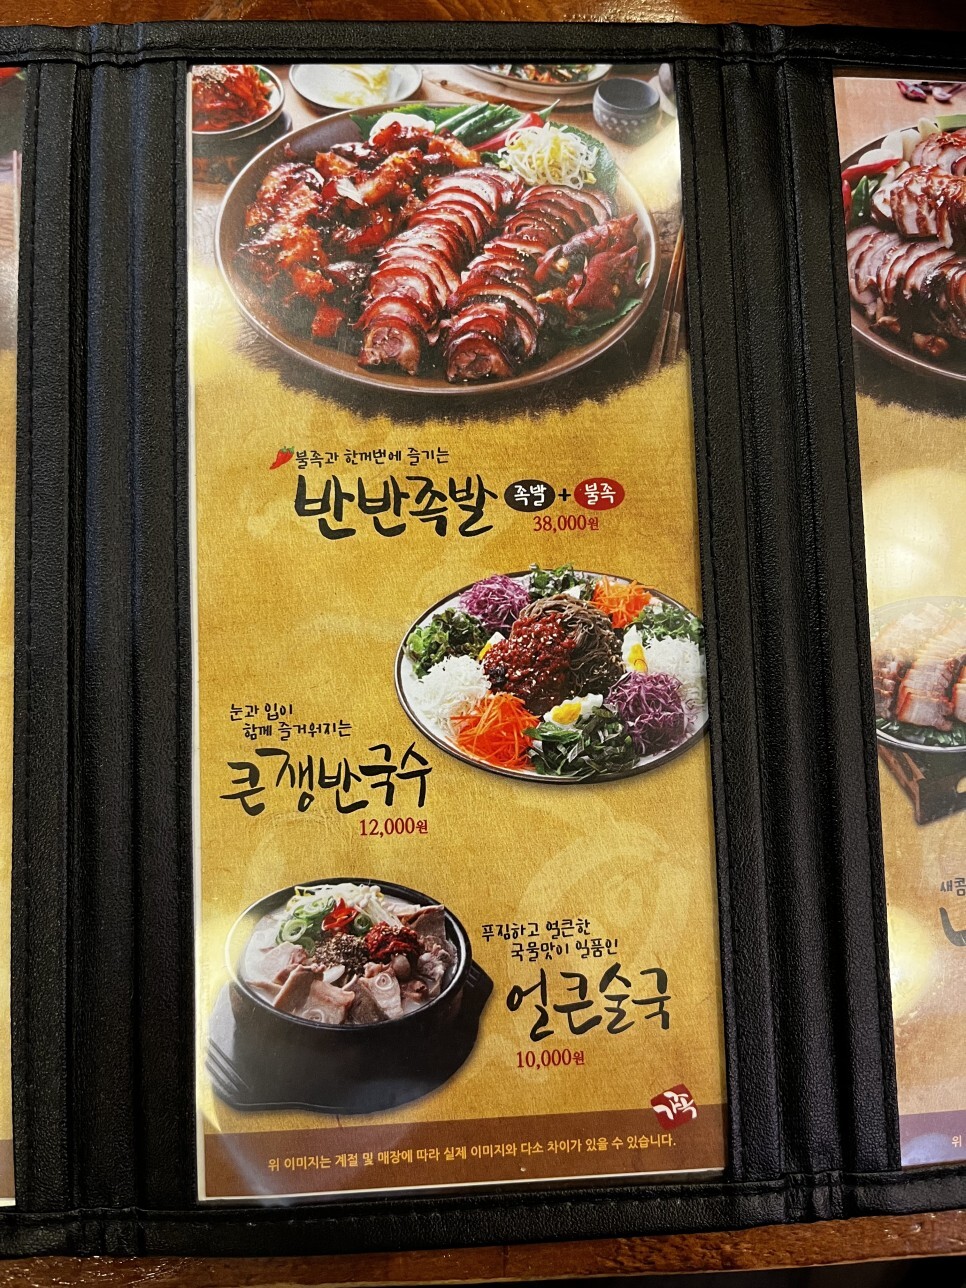 불족과 한꺼번에 즐기는
반반족발 족발 + 불족
38,000원
눈과 입이
함께 즐거워지는
큰쟁반국수
12,000원
푸짐하고 얼큰한
국물맛이 일품인
얼큰술국
10,000원
가족
위 이미지는 계절 및 매장에 따라 실제 이미지와 다소 차이가 있을 수 있습니다.
새콤
위